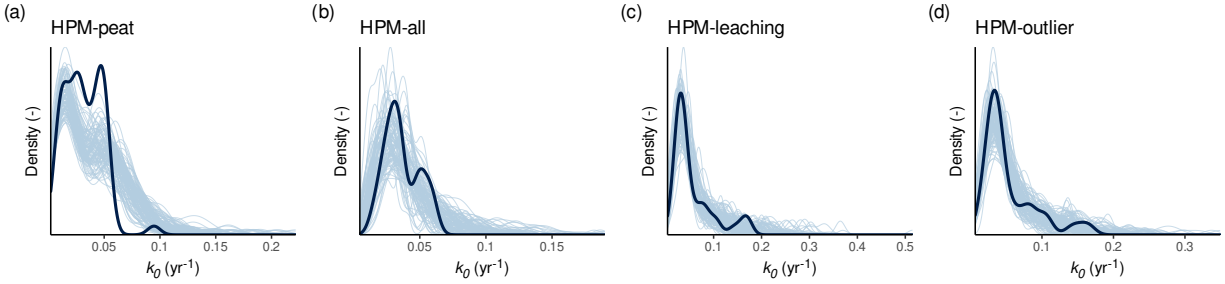 (a)
HPM-peat
Density (-)
0.05 0.1 0.15 0.2
k0 (yr-1)
(b)
HPM-all
Density (-)
0.05 0.1 0.15
k0 (yr-1)
(c)
HPM-leaching
Density (-)
0.1 0.2 0.3 0.4 0.5
k0 (yr-1)
(d)
HPM-outlier
Density (-)
0.1 0.2 0.3
k0 (yr-1)